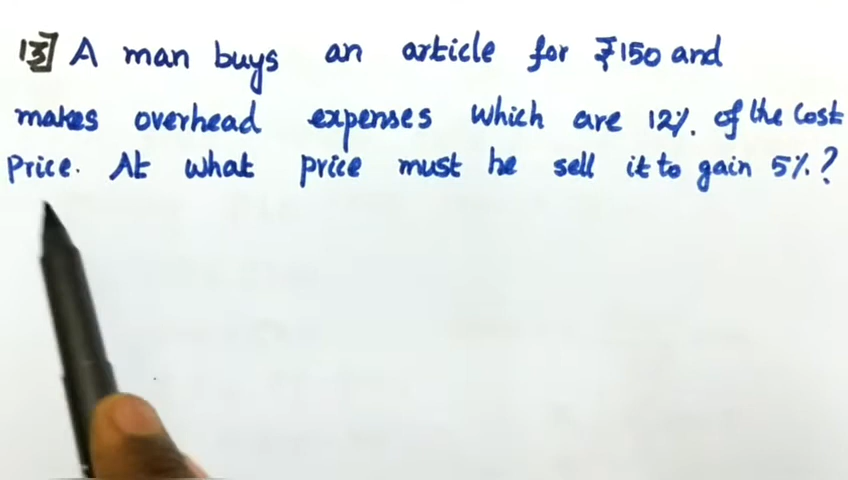 13] A man buys an article for ₹150 and
makes overhead expenses which are 12%. of the Cost
Price. At what price must he sell it to gain 5%?